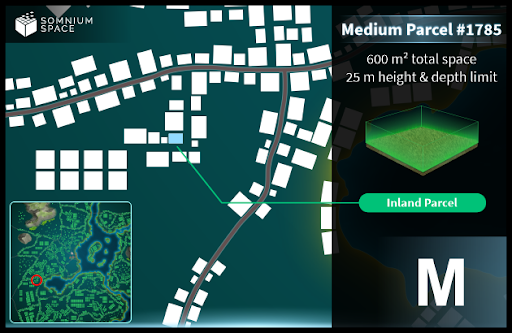 SOMNIUM
SPACE
Medium Parcel #1785
600 m² total space
25 m height & depth limit
Inland Parcel
M